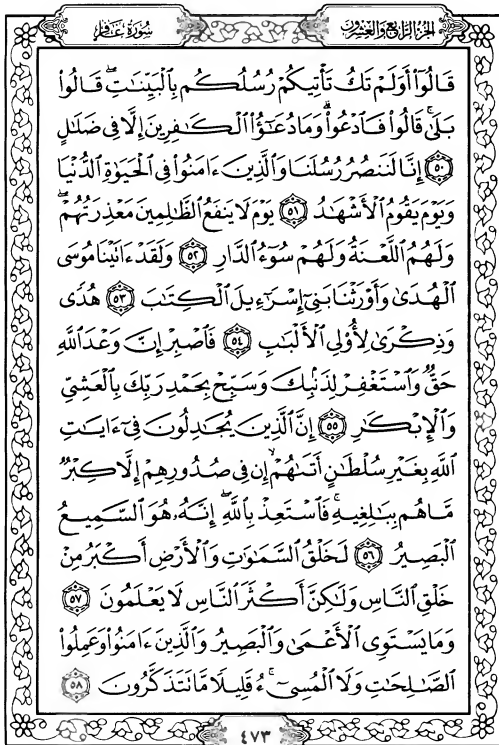 الجزء الرابع والعشرون سورة غافر
قَالُوٓا۟ أَوَلَمْ تَكُ تَأْتِيكُمْ رُسُلُكُم بِٱلْبَيِّنَٰتِ ۖ قَالُوا۟
بَلَىٰ ۚ قَالُوا۟ فَٱدْعُوا۟ ۗ وَمَا دُعَٰٓؤُا۟ ٱلْكَٰفِرِينَ إِلَّا فِى ضَلَٰلٍ
﴿٥٠﴾ إِنَّا لَنَنصُرُ رُسُلَنَا وَٱلَّذِينَ ءَامَنُوا۟ فِى ٱلْحَيَوٰةِ ٱلدُّنْيَا
وَيَوْمَ يَقُومُ ٱلْأَشْهَٰدُ ﴿٥١﴾ يَوْمَ لَا يَنفَعُ ٱلظَّٰلِمِينَ مَعْذِرَتُهُمْ ۖ
وَلَهُمُ ٱللَّعْنَةُ وَلَهُمْ سُوٓءُ ٱلدَّارِ ﴿٥٢﴾ وَلَقَدْ ءَاتَيْنَا مُوسَى
ٱلْهُدَىٰ وَأَوْرَثْنَا بَنِىٓ إِسْرَٰٓءِيلَ ٱلْكِتَٰبَ ﴿٥٣﴾ هُدًى
وَذِكْرَىٰ لِأُو۟لِى ٱلْأَلْبَٰبِ ﴿٥٤﴾ فَٱصْبِرْ إِنَّ وَعْدَ ٱللَّهِ
حَقٌّ وَٱسْتَغْفِرْ لِذَنۢبِكَ وَسَبِّحْ بِحَمْدِ رَبِّكَ بِٱلْعَشِىِّ
وَٱلْإِبْكَٰرِ ﴿٥٥﴾ إِنَّ ٱلَّذِينَ يُجَٰدِلُونَ فِىٓ ءَايَٰتِ
ٱللَّهِ بِغَيْرِ سُلْطَٰنٍ أَتَىٰهُمْ ۙ إِن فِى صُدُورِهِمْ إِلَّا كِبْرٌ
مَّا هُم بِبَٰلِغِيهِ ۚ فَٱسْتَعِذْ بِٱللَّهِ ۖ إِنَّهُۥ هُوَ ٱلسَّمِيعُ
ٱلْبَصِيرُ ﴿٥٦﴾ لَخَلْقُ ٱلسَّمَٰوَٰتِ وَٱلْأَرْضِ أَكْبَرُ مِنْ
خَلْقِ ٱلنَّاسِ وَلَٰكِنَّ أَكْثَرَ ٱلنَّاسِ لَا يَعْلَمُونَ ﴿٥٧﴾
وَمَا يَسْتَوِى ٱلْأَعْمَىٰ وَٱلْبَصِيرُ وَٱلَّذِينَ ءَامَنُوا۟ وَعَمِلُوا۟
ٱلصَّٰلِحَٰتِ وَلَا ٱلْمُسِىٓءُ ۚ قَلِيلًا مَّا تَتَذَكَّرُونَ ﴿٥٨﴾
٤٧٣